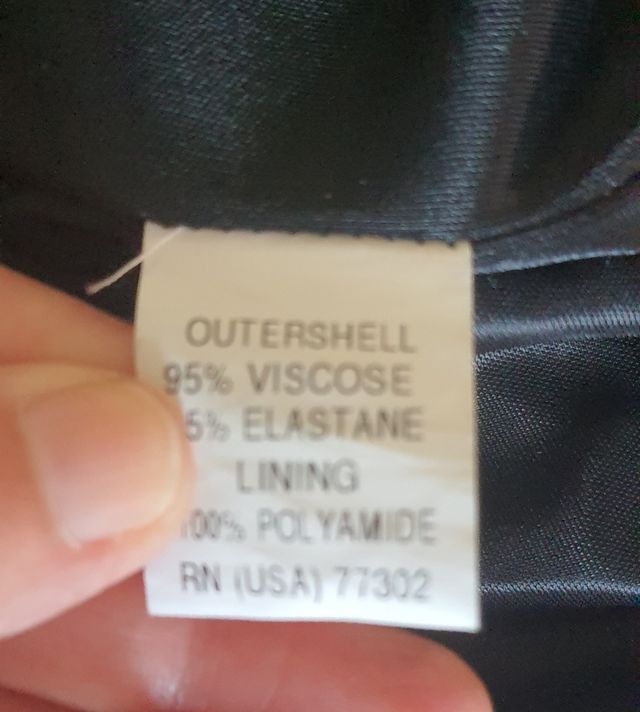 OUTERSHELL
95% VISCOSE
5% ELASTANE
LINING
100% POLYAMIDE
RN (USA) 77302